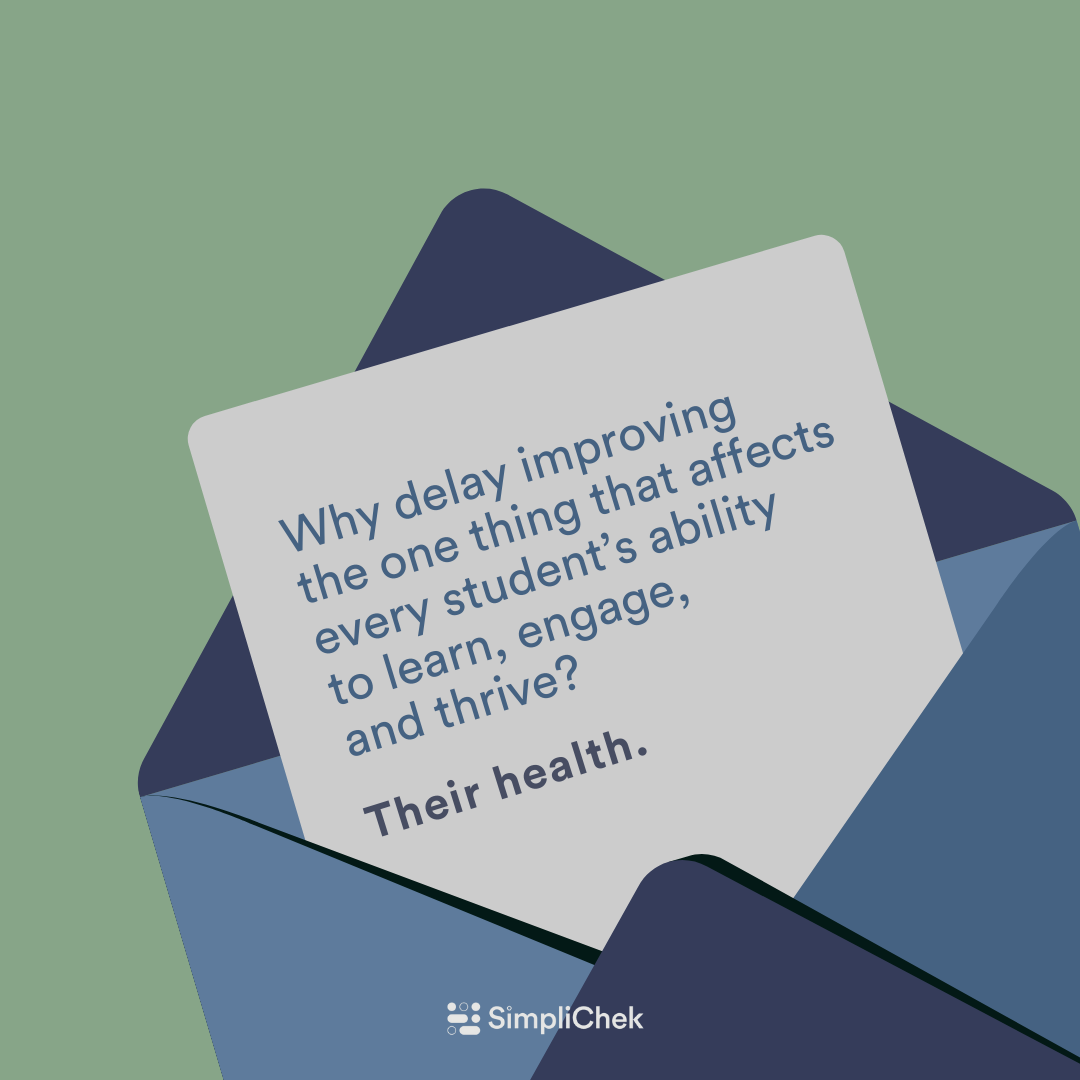 Why delay improving
the one thing that affects
every student’s ability
to learn, engage,
and thrive?
Their health.
SimpliChek